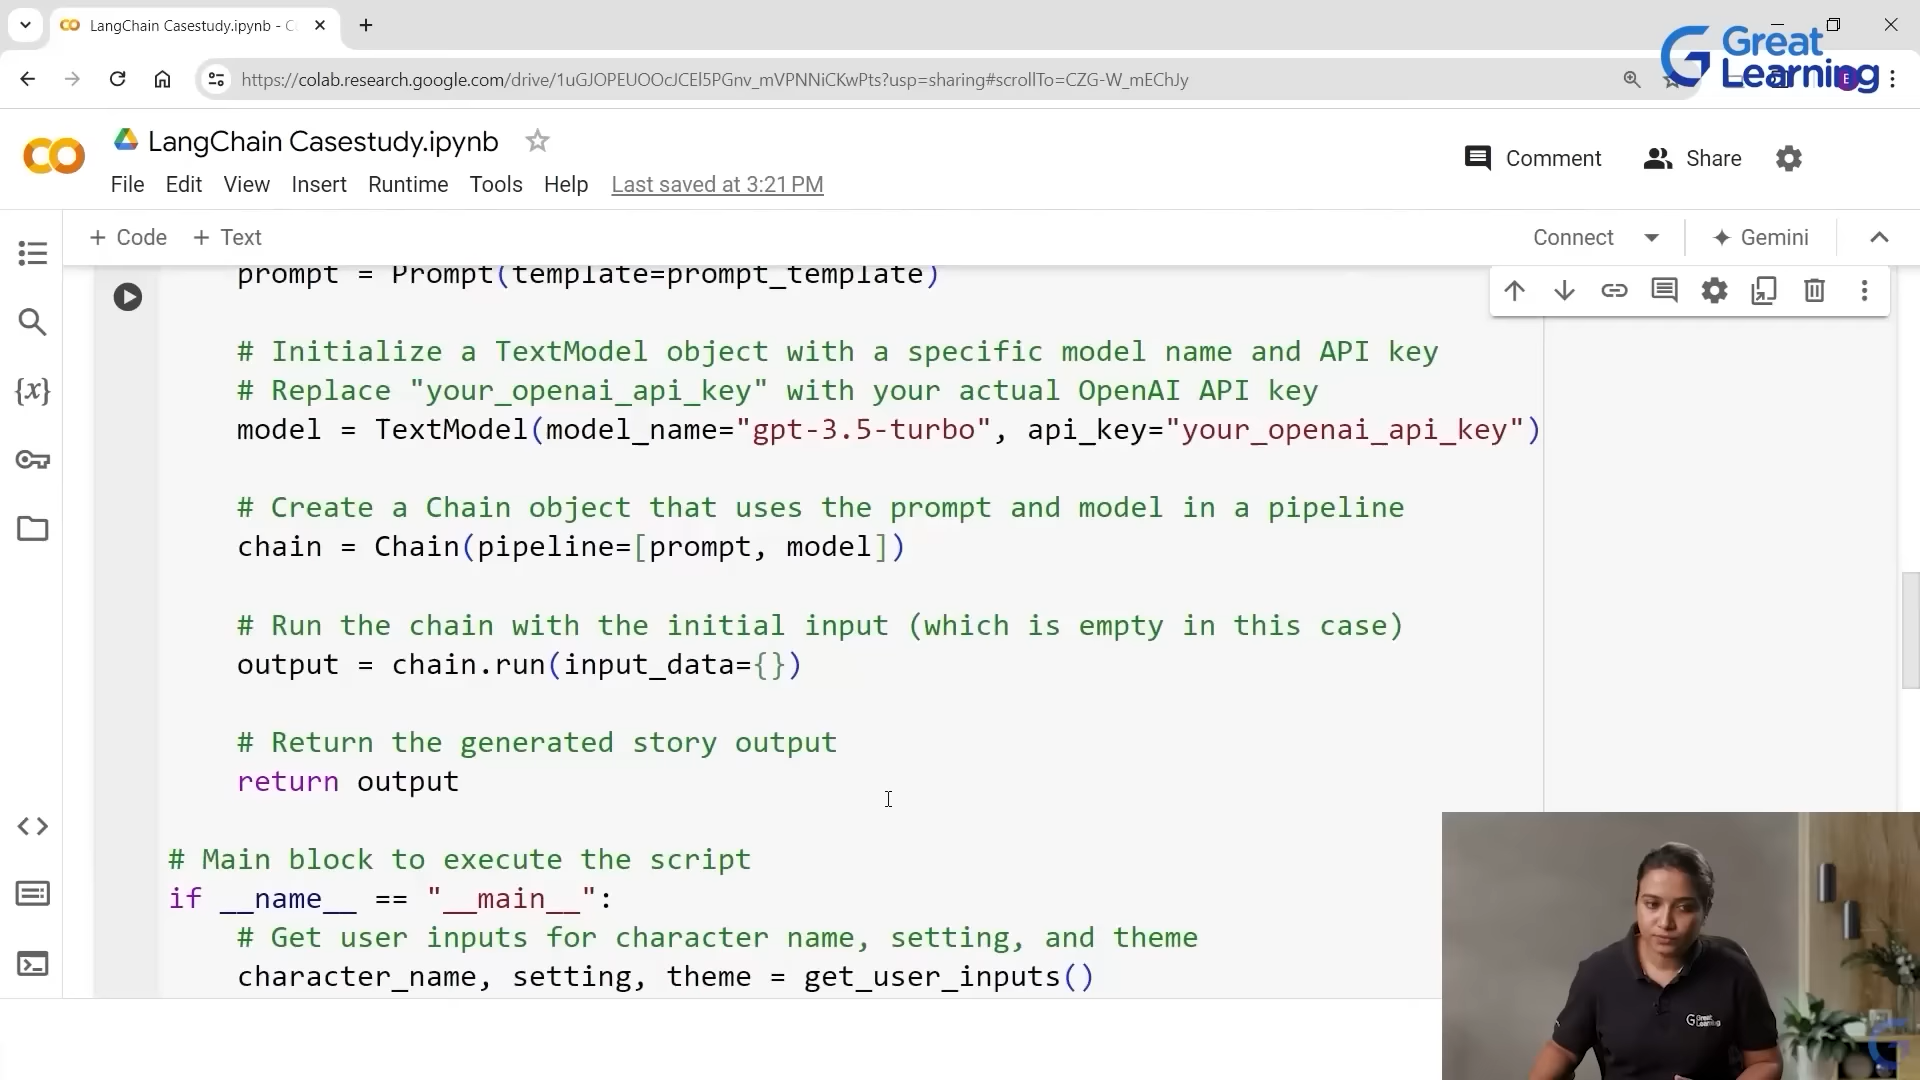 LangChain Casestudy.ipynb - C
Great
Learning
https://colab.research.google.com/drive/1uGJOPEUOOcJCEl5PGnv_mVPNNiCKwPts?usp=sharing#scrollTo=CZG-W_mEChJy
E
LangChain Casestudy.ipynb
Comment
Share
File Edit View Insert Runtime Tools Help Last saved at 3:21 PM
+ Code + Text
Connect
Gemini
prompt = Prompt(template=prompt_template)
# Initialize a TextModel object with a specific model name and API key
# Replace "your_openai_api_key" with your actual OpenAI API key
model = TextModel(model_name="gpt-3.5-turbo", api_key="your_openai_api_key")
# Create a Chain object that uses the prompt and model in a pipeline
chain = Chain(pipeline=[prompt, model])
# Run the chain with the initial input (which is empty in this case)
output = chain.run(input_data={})
# Return the generated story output
return output
# Main block to execute the script
if __name__ == "__main__":
# Get user inputs for character name, setting, and theme
character_name, setting, theme = get_user_inputs()
Great
Learning